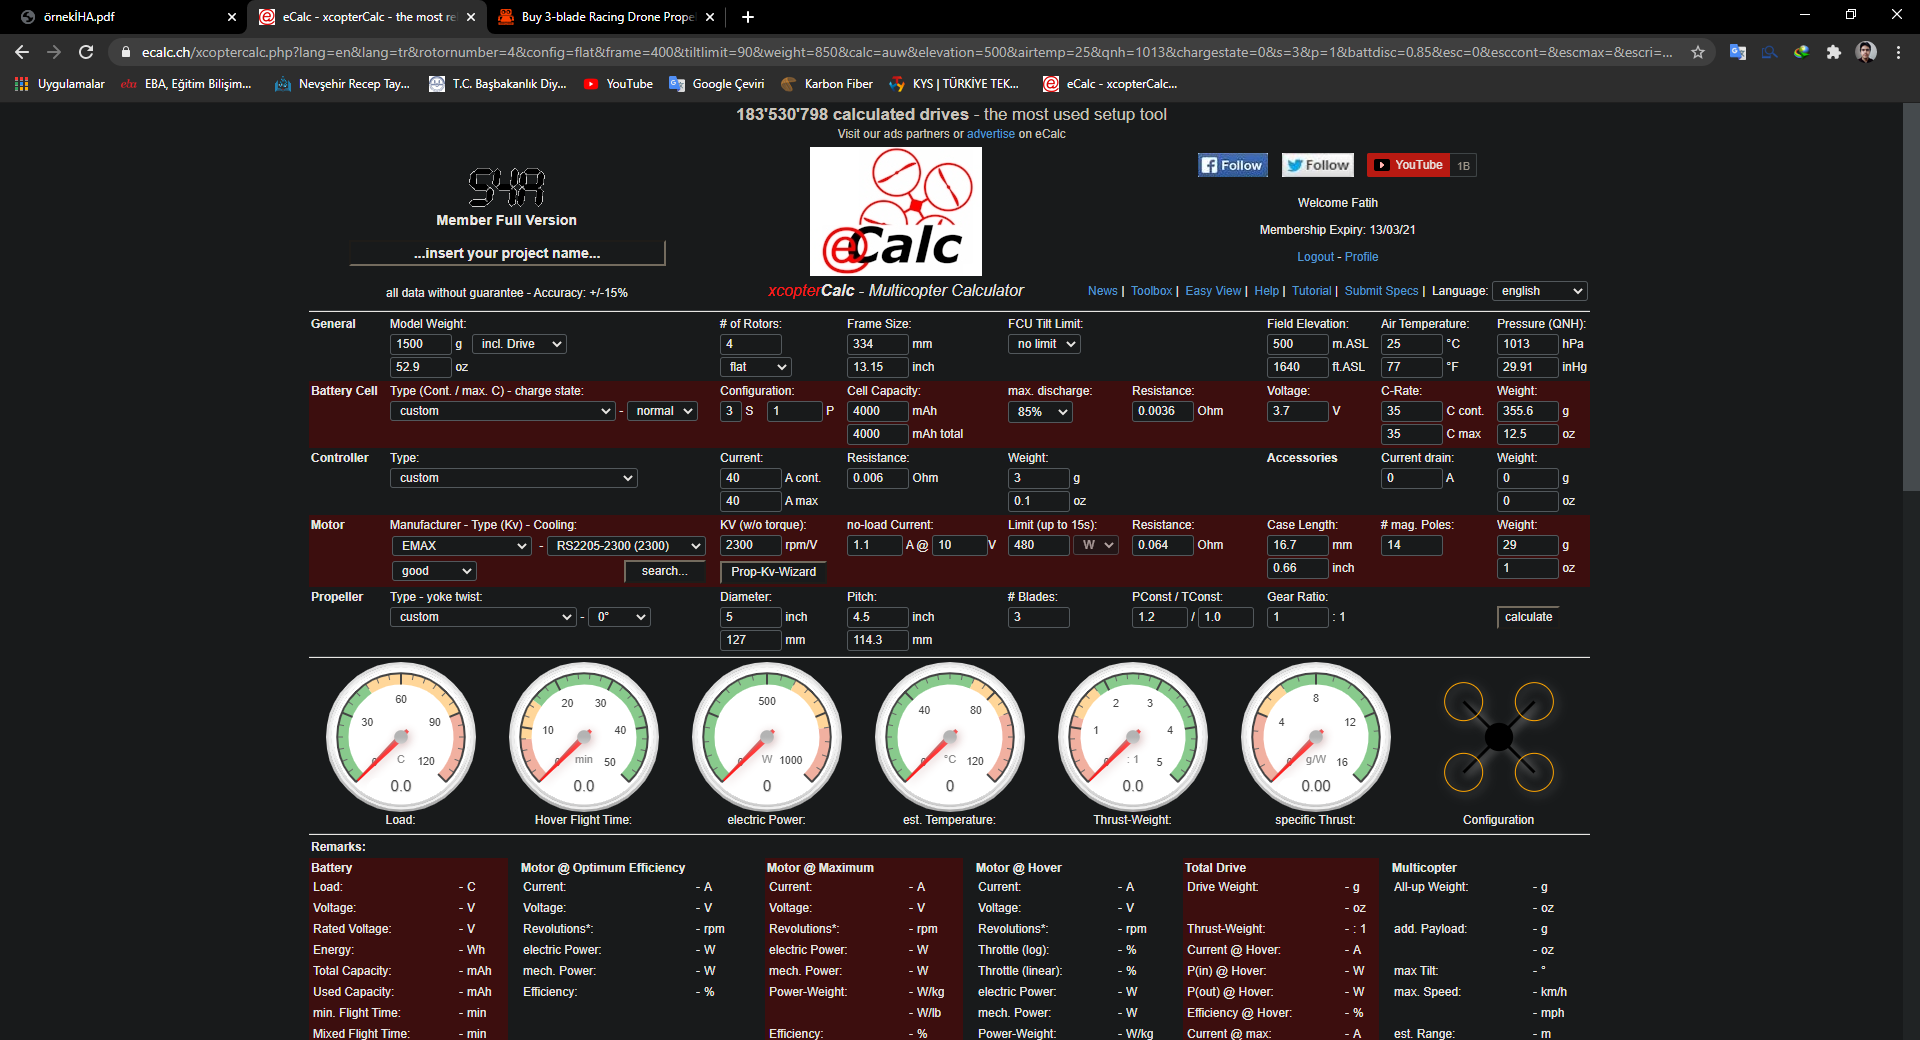 örnekİHA.pdf
eCalc - xcopterCalc - the most re
Buy 3-blade Racing Drone Prope
ecalc.ch/xcoptercalc.php?lang=en&lang=tr&rotornumber=4&config=flat&frame=400&tiltlimit=90&weight=850&calc=auw&elevation=500&airtemp=25&qnh=1013&chargestate=0&s=3&p=1&battdisc=0.85&esc=0&esccont=&escmax=&escri=...
Uygulamalar
eba EBA, Eğitim Bilişim...
Nevşehir Recep Tay...
T.C. Başbakanlık Diy...
YouTube
Google Çeviri
Karbon Fiber
KYS | TÜRKİYE TEK...
eCalc - xcopterCalc...
183'530'798 calculated drives - the most used setup tool
Visit our ads partners or advertise on eCalc
S4A
Member Full Version
...insert your project name...
all data without guarantee - Accuracy: +/-15%
eCalc
xcopterCalc - Multicopter Calculator
Follow Follow YouTube 1B
Welcome Fatih
Membership Expiry: 13/03/21
Logout - Profile
News | Toolbox | Easy View | Help | Tutorial | Submit Specs | Language: english
General Model Weight: # of Rotors: Frame Size: FCU Tilt Limit: Field Elevation: Air Temperature: Pressure (QNH):
1500 g incl. Drive 4 334 mm no limit 500 m.ASL 25 °C 1013 hPa
52.9 oz flat 13.15 inch 1640 ft.ASL 77 °F 29.91 inHg
Battery Cell Type (Cont. / max. C) - charge state: Configuration: Cell Capacity: max. discharge: Resistance: Voltage: C-Rate: Weight:
custom - normal 3 S 1 P 4000 mAh 85% 0.0036 Ohm 3.7 V 35 C cont. 355.6 g
4000 mAh total 35 C max 12.5 oz
Controller Type: Current: Resistance: Weight: Accessories Current drain: Weight:
custom 40 A cont. 0.006 Ohm 3 g 0 A 0 g
40 A max 0.1 oz 0 oz
Motor Manufacturer - Type (Kv) - Cooling: KV (w/o torque): no-load Current: Limit (up to 15s): Resistance: Case Length: # mag. Poles: Weight:
EMAX - RS2205-2300 (2300) 2300 rpm/V 1.1 A @ 10 V 480 W 0.064 Ohm 16.7 mm 14 29 g
good search... Prop-Kv-Wizard 0.66 inch 1 oz
Propeller Type - yoke twist: Diameter: Pitch: # Blades: PConst / TConst: Gear Ratio:
custom - 0° 5 inch 4.5 inch 3 1.2 / 1.0 1 : 1 calculate
127 mm 114.3 mm
0 30 60 90 120 C 0.0
0 10 20 30 40 50 min 0.0
0 500 1000 W 0
0 40 80 120 °C 0
0 1 2 3 4 5 : 1 0.0
0 4 8 12 16 g/W 0.00
Load: Hover Flight Time: electric Power: est. Temperature: Thrust-Weight: specific Thrust: Configuration
Remarks:
Battery Motor @ Optimum Efficiency Motor @ Maximum Motor @ Hover Total Drive Multicopter
Load: - C Current: - A Current: - A Current: - A Drive Weight: - g All-up Weight: - g
Voltage: - V Voltage: - V Voltage: - V Voltage: - V - oz - oz
Rated Voltage: - V Revolutions*: - rpm Revolutions*: - rpm Revolutions*: - rpm Thrust-Weight: - : 1 add. Payload: - g
Energy: - Wh electric Power: - W electric Power: - W Throttle (log): - % Current @ Hover: - A - oz
Total Capacity: - mAh mech. Power: - W mech. Power: - W Throttle (linear): - % P(in) @ Hover: - W max Tilt: - °
Used Capacity: - mAh Efficiency: - % Power-Weight: - W/kg electric Power: - W P(out) @ Hover: - W max. Speed: - km/h
min. Flight Time: - min - W/lb mech. Power: - W Efficiency @ Hover: - % - mph
Mixed Flight Time: - min Efficiency: - % Power-Weight: - W/kg Current @ max: - A est. Range: - m